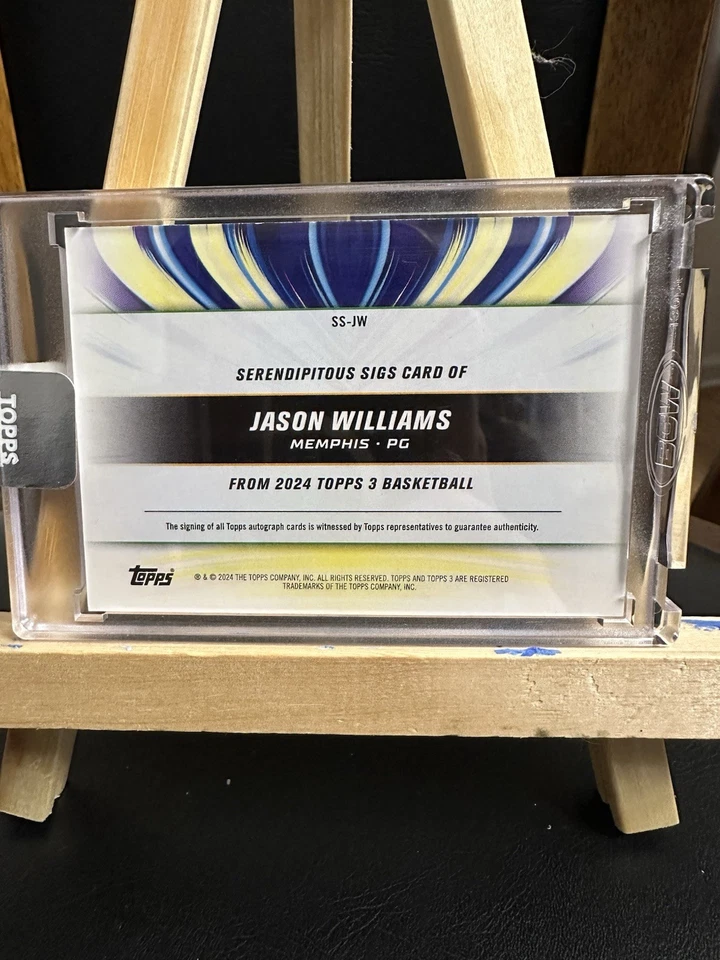 SS-JW
SERENDIPITOUS SIGS CARD OF
JASON WILLIAMS
MEMPHIS · PG
FROM 2024 TOPPS 3 BASKETBALL
The signing of all Topps autograph cards is witnessed by Topps representatives to guarantee authenticity.
topps ® & © 2024 THE TOPPS COMPANY, INC. ALL RIGHTS RESERVED. TOPPS AND TOPPS 3 ARE REGISTERED
TRADEMARKS OF THE TOPPS COMPANY, INC.
TOPPS
BCW